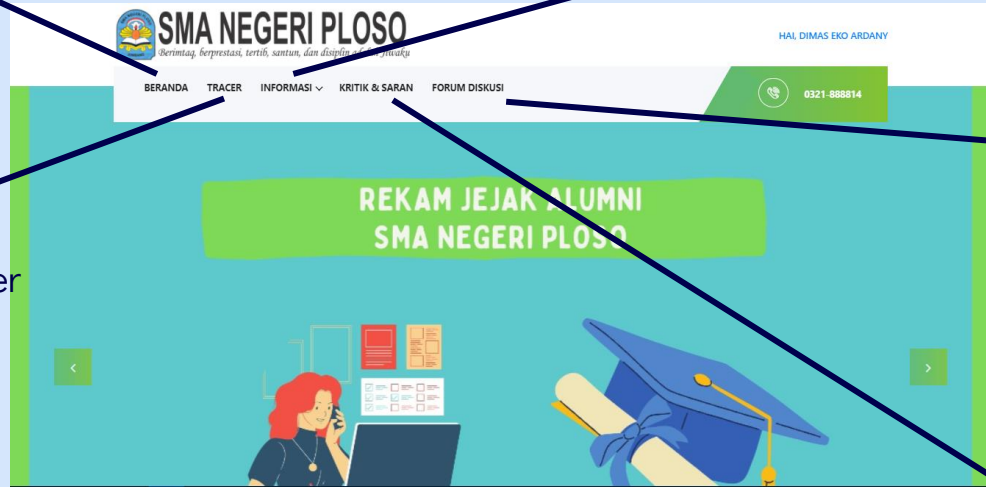 SMA NEGERI PLOSO
Berimtaq, berprestasi, tertib, santun, dan disiplin
HAI, DIMAS EKO ARDANY
BERANDA TRACER INFORMASI KRITIK & SARAN FORUM DISKUSI
0321-888814
REKAM JEJAK ALUMNI
SMA NEGERI PLOSO
er